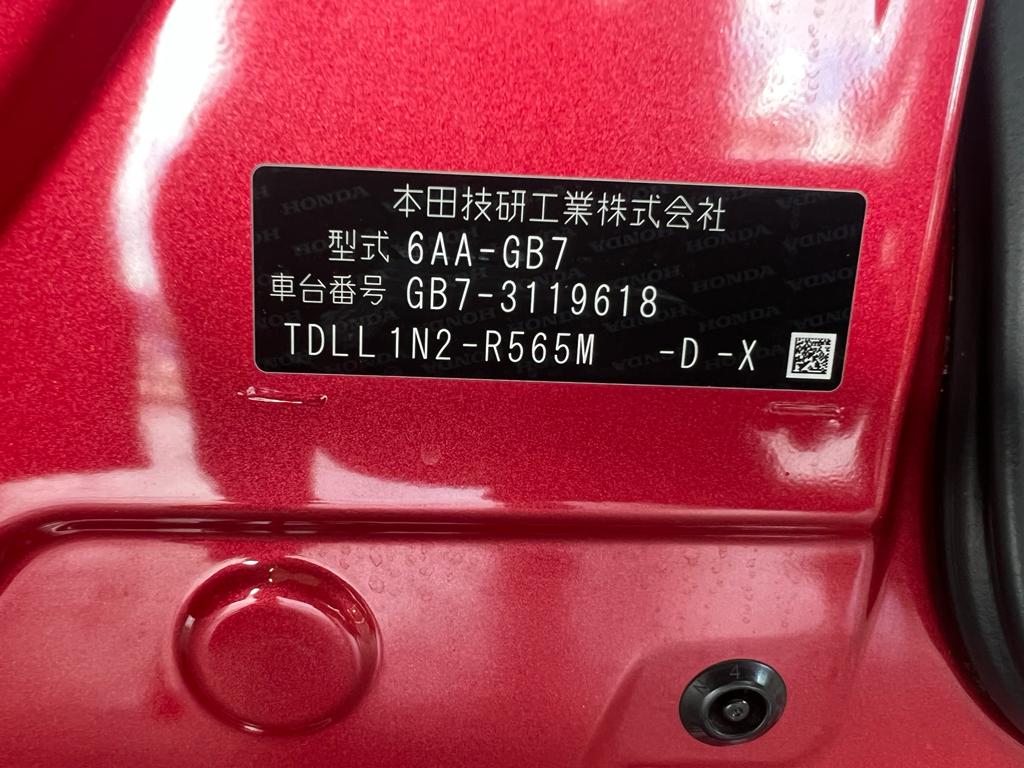 本田技研工業株式会社
型式 6AA-GB7
車台番号 GB7-3119618
TDLL1N2-R565M -D-X